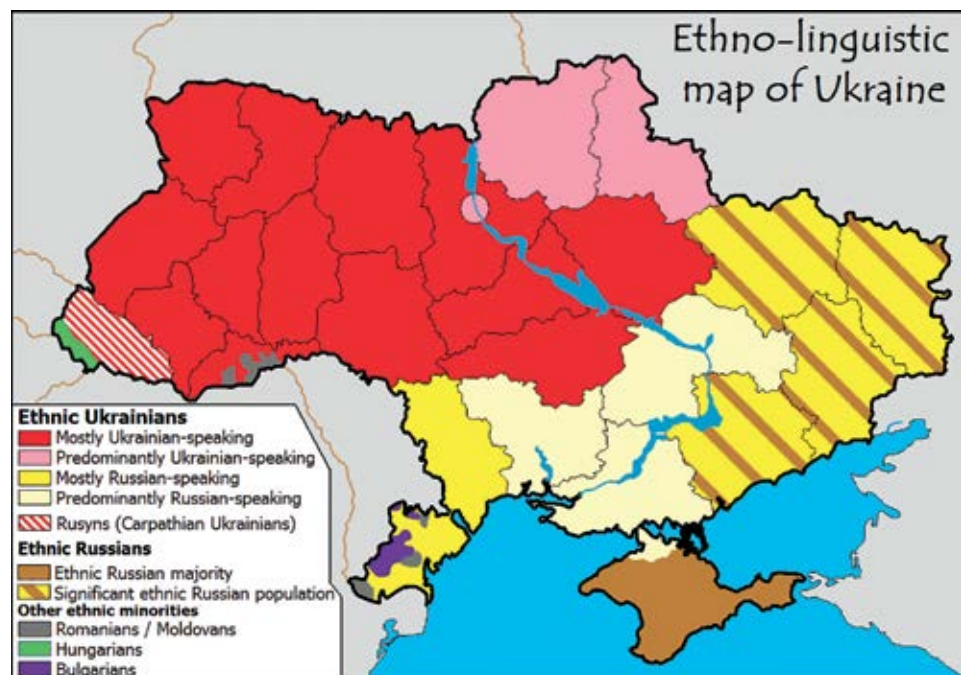 Ethno-linguistic
map of Ukraine
Ethnic Ukrainians
Mostly Ukrainian-speaking
Predominantly Ukrainian-speaking
Mostly Russian-speaking
Predominantly Russian-speaking
Rusyns (Carpathian Ukrainians)
Ethnic Russians
Ethnic Russian majority
Significant ethnic Russian population
Other ethnic minorities
Romanians / Moldovans
Hungarians
Bulgarians